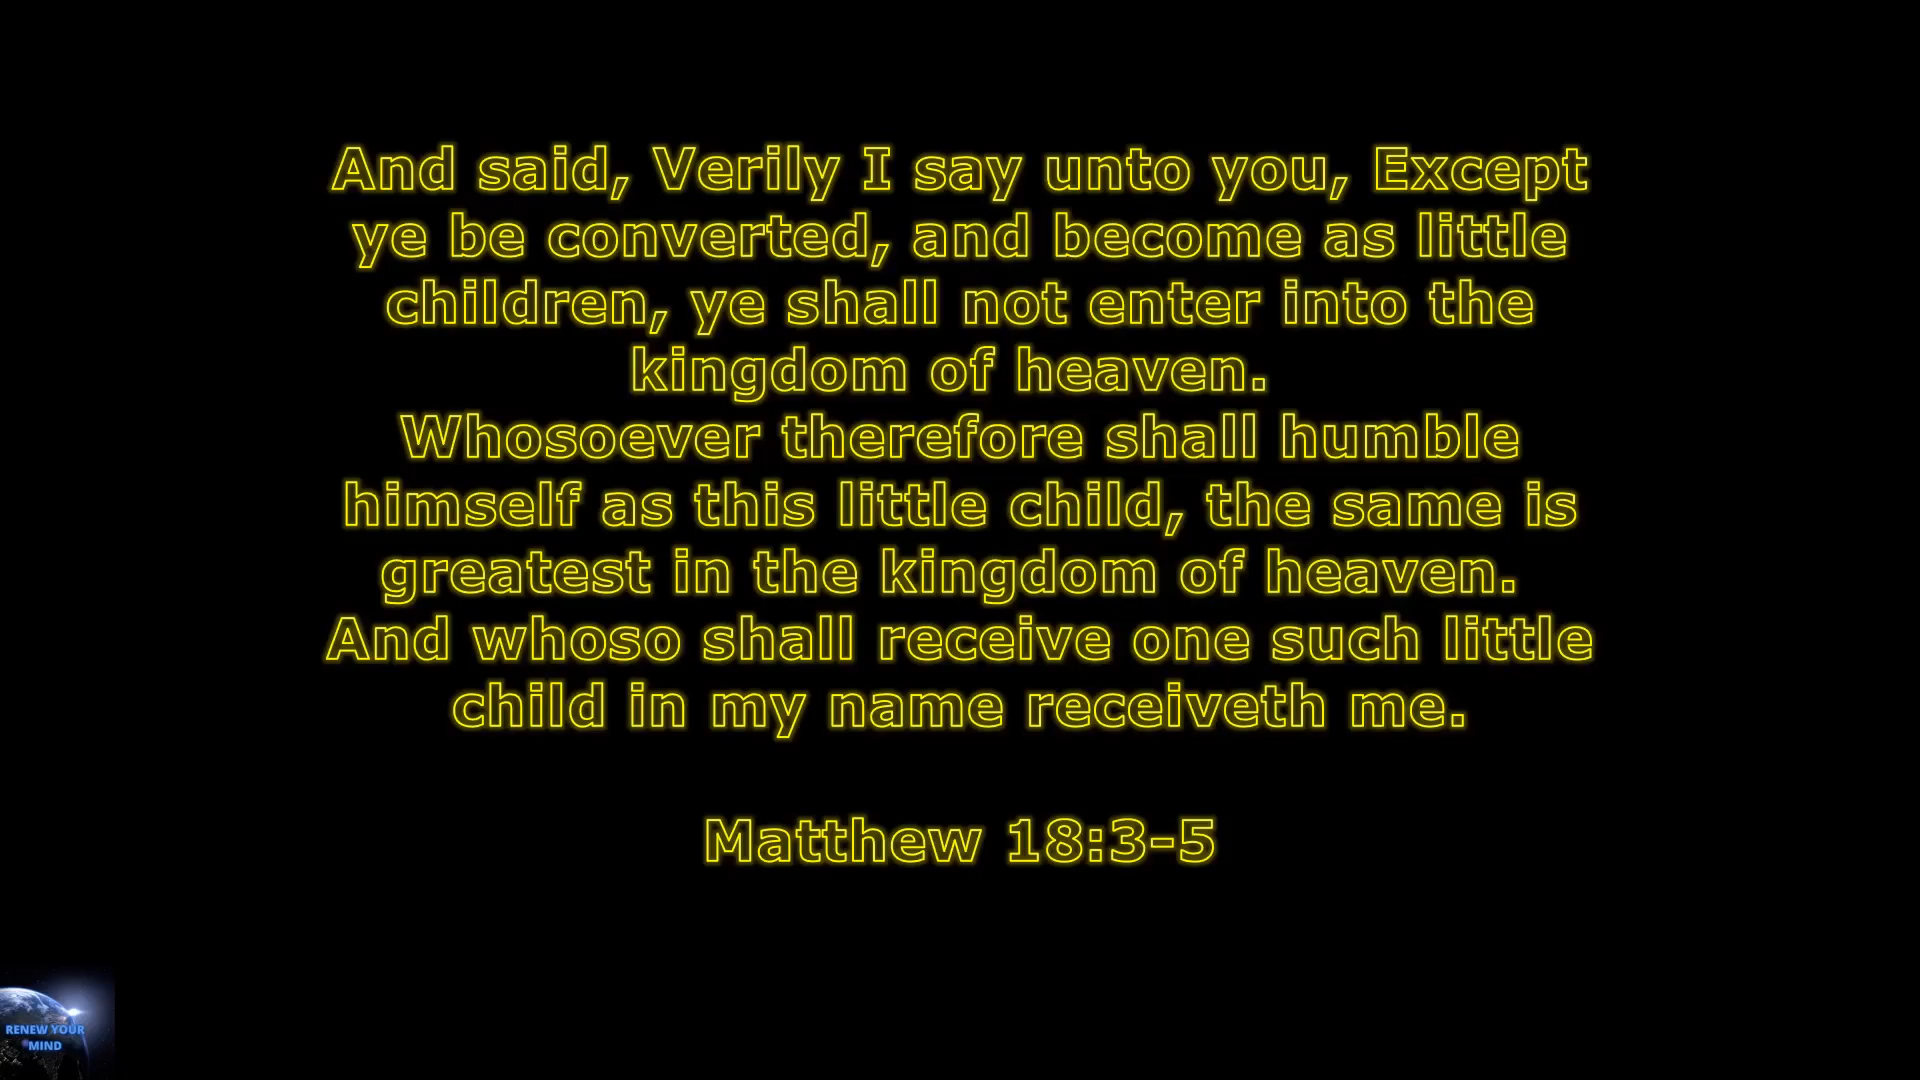 And said, Verily I say unto you, Except
ye be converted, and become as little
children, ye shall not enter into the
kingdom of heaven.
Whosoever therefore shall humble
himself as this little child, the same is
greatest in the kingdom of heaven.
And whoso shall receive one such little
child in my name receiveth me.
Matthew 18:3-5
RENEW YOUR
MIND